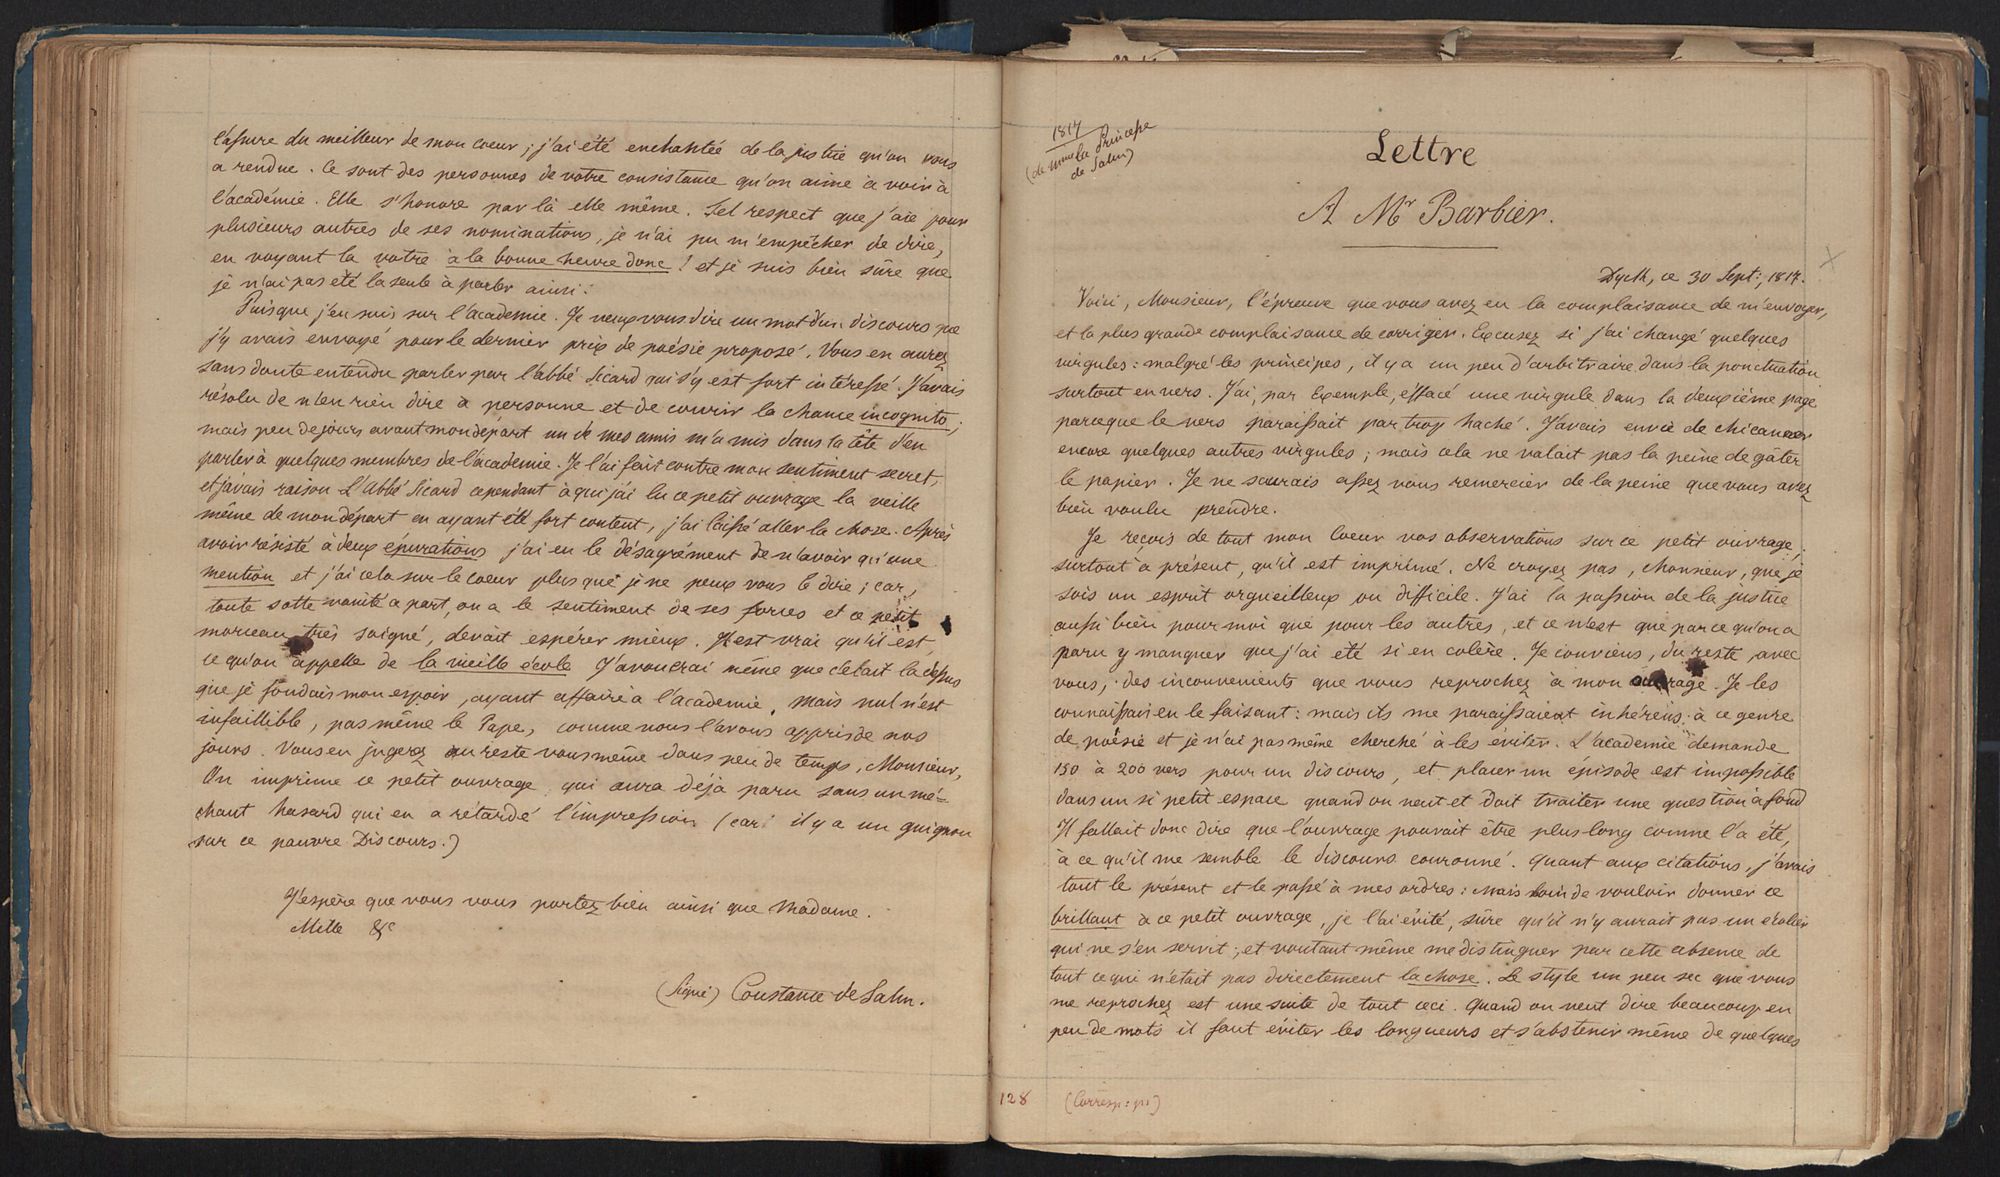 l'assure du meilleur de mon coeur ; j'ai été enchantée de la justice qu'on vous
a rendue. Ce sont des personnes de votre consistance qu'on aime à voir à
l'académie. Elle s'honore par là elle même. Tel respect que j'aie pour
plusieurs autres de ses nominations, je n'ai pu m'empêcher de dire,
en voyant la votre à la bonne heure donc ! et je suis bien sûre que
je n'ai pas été la seule à parler ainsi.
Puisque j'en suis sur l'académie. Je veux vous dire un mot d'un discours que
j'y avais envoyé pour le dernier prix de poésie proposé. Vous en aurez
sans doute entendu parler par l'abbé Sicard qui s'y est fort intéressé. J'avais
résolu de n'en rien dire à personne et de courir la chance incognito ;
mais peu de jours avant mon départ un de mes amis m'a mis dans la tête d'en
parler à quelques membres de l'académie. Je l'ai fait contre mon sentiment secret,
et j'avais raison L'abbé Sicard cependant à qui j'ai lu ce petit ouvrage la veille
même de mon départ en ayant été fort content, j'ai laissé aller la chose. Après
avoir résisté à deux épurations j'ai eu le désagrément de n'avoir qu'une
mention et j'ai cela sur le coeur plus que je ne peux vous le dire ; car,
toute sotte vanité a part, on a le sentiment de ses forces et ce petit
morceau très soigné, devait espérer mieux. Il est vrai qu'il est
ce qu'on appelle de la vieille école J'avouerai même que c'était la dessus
que je fondais mon espoir, ayant affaire à l'académie. Mais nul n'est
infaillible, pas même le Pape, comme nous l'avons appris de nos
jours. Vous en jugerez au reste vous même dans peu de temps, Monsieur,
On imprime ce petit ouvrage, qui aura déjà paru sans un mé=
chant hasard qui en a retardé l'impression (car il y a un guignon
sur ce pauvre Discours.)
J'espère que vous vous portez bien ainsi que Madame.
Mille &c
(Signé) Constance de Salm.
1817
(de Mme la Princesse
de Salm)
Lettre
A Mr Barbier.
Dyck, ce 30 Sept : 1817.
Voici, Monsieur, l'épreuve que vous avez eu la complaisance de m'envoyer,
et la plus grande complaisance de corriger. Excusez si j'ai changé quelques
virgules : malgré les principes, il y a un peu d'arbitraire dans la ponctuation
surtout en vers. J'ai, par Exemple, effacé une virgule dans la deuxième page
parceque le vers paraissait par trop haché. J'avais envie de chicaner
encore quelques autres virgules ; mais cela ne valait pas la peine de gâter
le papier. Je ne saurais assez vous remercier de la peine que vous avez
bien voulu prendre.
Je reçois de tout mon Coeur vos observations sur ce petit ouvrage,
surtout à présent, qu'il est imprimé. Ne croyez pas, Monsieur, que je
sois un esprit orgueilleux ou difficile. J'ai la passion de la justice
aussi bien pour moi que pour les autres, et ce n'est que parce qu'on a
paru y manquer que j'ai été si en colère. Je conviens, du reste, avec
vous, des inconvenients que vous reprochez à mon ouvrage. Je les
connaissais en le faisant : mais ils me paraissaient inhérens à ce genre
de poésie et je n'ai pas même cherché à les éviter. L'académie demande
150 à 200 vers pour un discours, et placer un épisode est impossible
dans un si petit espace quand on veut et doit traiter une question à fond
Il fallait donc dire que l'ouvrage pouvait être plus long comme l'a été,
à ce qu'il me semble le discours couronné. Quant aux citations, j'avais
tout le présent et le passé à mes ordres : mais loin de vouloir donner ce
brillant à ce petit ouvrage, je l'ai évité, sûre qu'il n'y aurait pas un écolier
qui ne s'en servit ; et voulant même me distinguer par cette absence de
tout ce qui n'était pas directement la chose. Le style un peu sec que vous
me reprochez est une suite de tout ceci. Quand on veut dire beaucoup en
peu de mots il faut éviter les longueurs et s'abstenir même de quelques
128 (Corresp : pr)